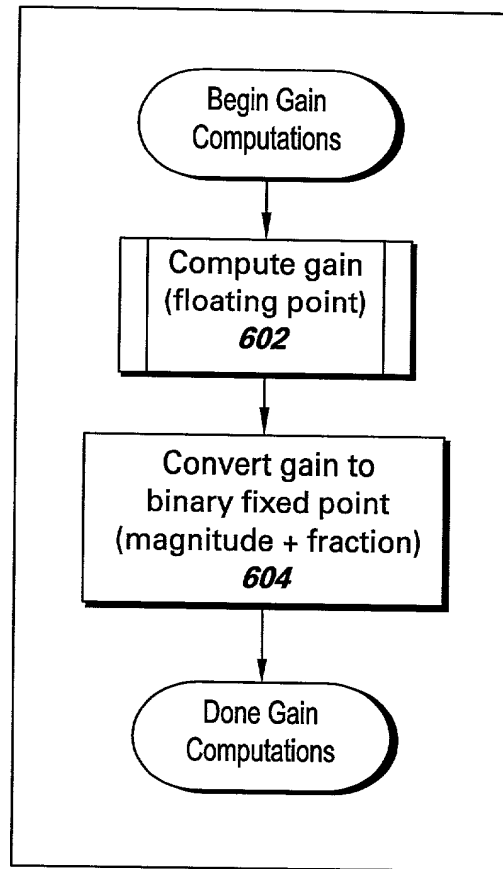 Begin Gain
Computations
Compute gain
(floating point)
602
Convert gain to
binary fixed point
(magnitude + fraction)
604
Done Gain
Computations